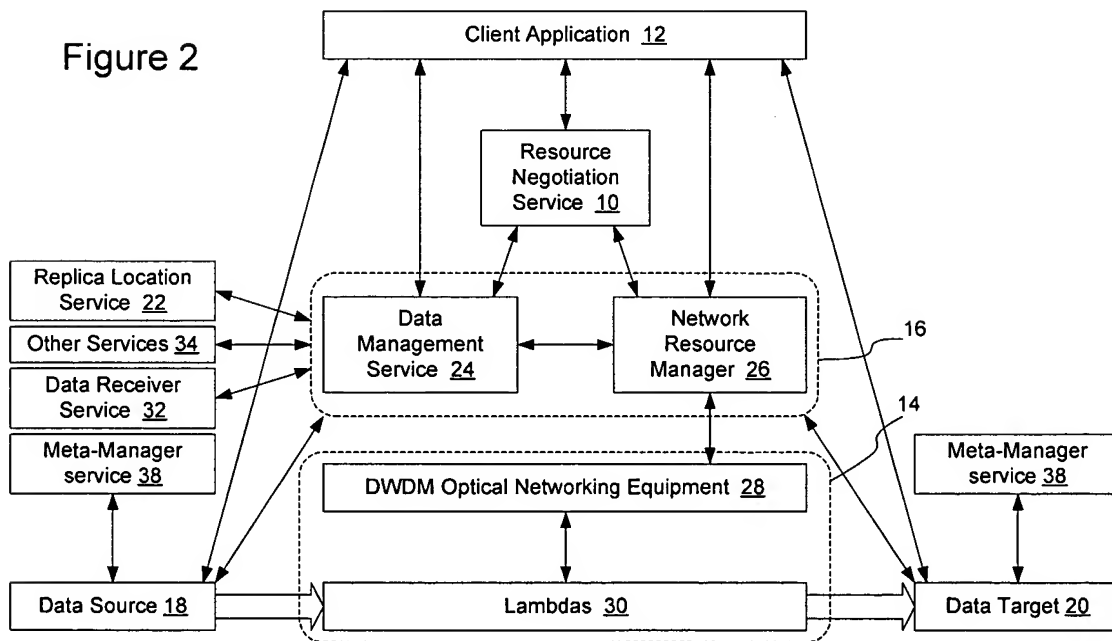 Figure 2
Client Application 12
Resource
Negotiation
Service 10
Replica Location
Service 22
Other Services 34
Data Receiver
Service 32
Meta-Manager
service 38
Data
Management
Service 24
Network
Resource
Manager 26
16
14
DWDM Optical Networking Equipment 28
Meta-Manager
service 38
Data Source 18
Lambdas 30
Data Target 20